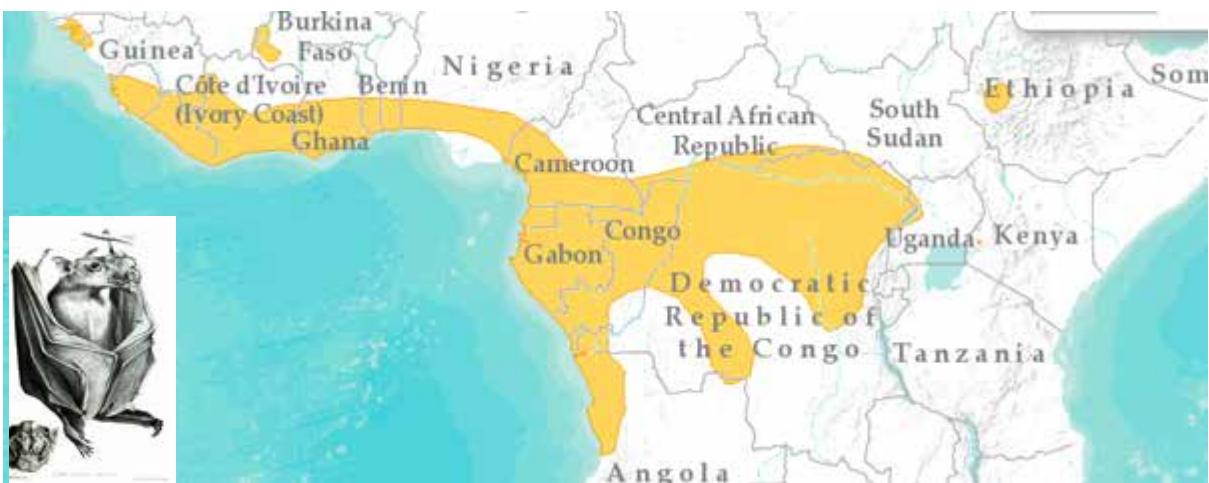 Burkina
Faso
Guinea
Nigeria
Ethiopia
Som
Côte d'Ivoire
(Ivory Coast)
Benin
Ghana
Central African
Republic
South
Sudan
Cameroon
Congo
Gabon
Uganda
Kenya
Democratic
Republic of
the Congo
Tanzania
Angola